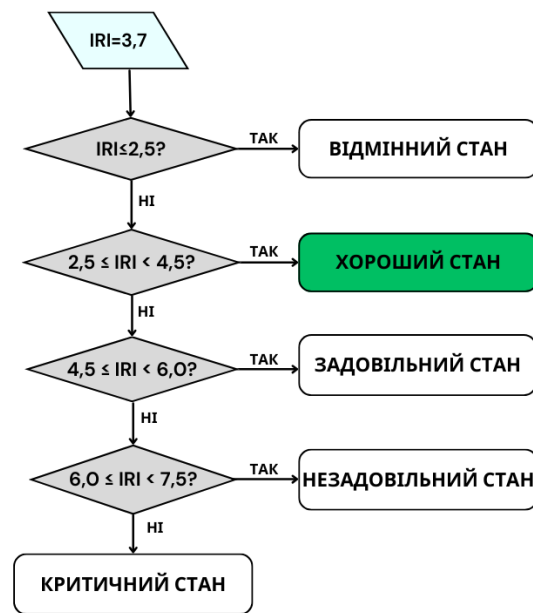 IRI=3,7
IRI≤2,5?
ТАК
ВІДМІННИЙ СТАН
НІ
2,5 ≤ IRI < 4,5?
ТАК
ХОРОШИЙ СТАН
НІ
4,5 ≤ IRI < 6,0?
ТАК
ЗАДОВІЛЬНИЙ СТАН
НІ
6,0 ≤ IRI < 7,5?
ТАК
НЕЗАДОВІЛЬНИЙ СТАН
НІ
КРИТИЧНИЙ СТАН